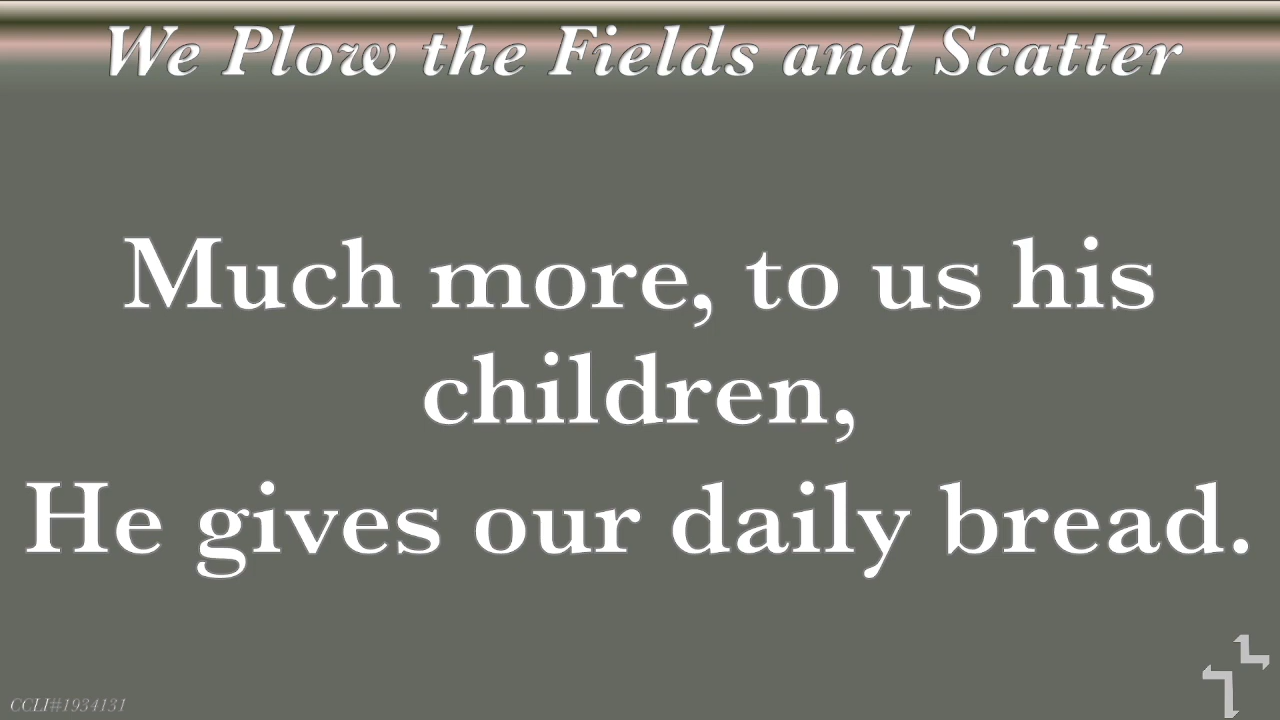 We Plow the Fields and Scatter
Much more, to us his
children,
He gives our daily bread.
CCLI#1934131